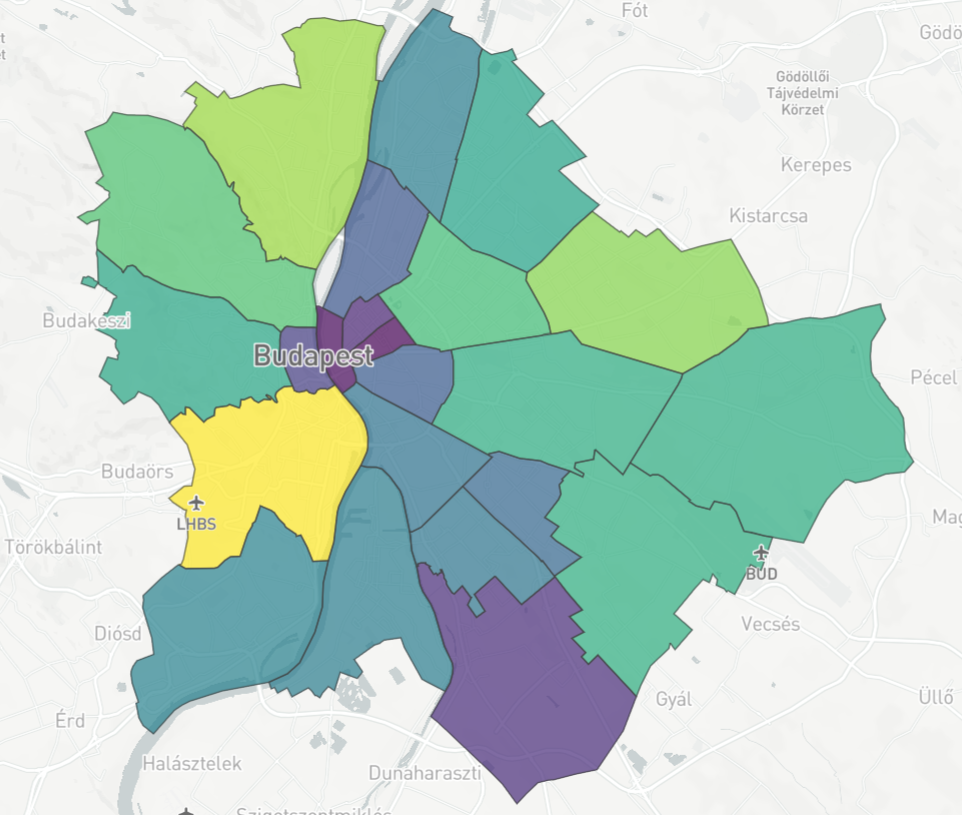 Fót
Gödöllői
Tájvédelmi
Körzet
Kerepes
Kistarcsa
Budakeszi
Budapest
Pécel
Budaörs
LHBS
Törökbálint
BUD
Diósd
Vecsés
Érd
Gyál
Üllő
Halásztelek
Dunaharaszti
Szigetszentmiklós